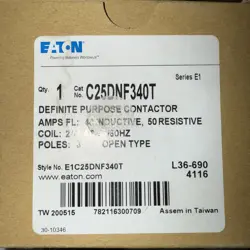 EATON
Powering Business Worldwide
Series E1
Qty. 1 Cat No. C25DNF340T
DEFINITE PURPOSE CONTACTOR
AMPS FL: INDUCTIVE, 50 RESISTIVE
COIL: 60HZ
POLES: OPEN TYPE
Style No. E1C25DNF340T
L36-690
www.eaton.com
4116
TW 200515
782116300709
Assem in Taiwan
30-10346